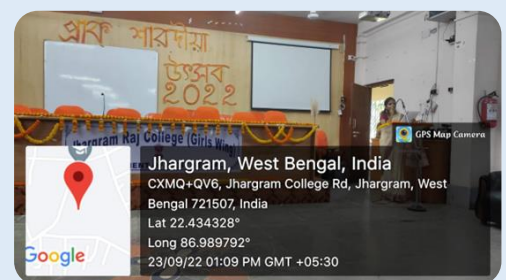 প্রাক শারদীয়া
উৎসব
2022
Jhargram Raj College (Girls Wing)
GPS Map Camera
Jhargram, West Bengal, India
CXMQ+QV6, Jhargram College Rd, Jhargram, West
Bengal 721507, India
Lat 22.434328°
Long 86.989792°
23/09/22 01:09 PM GMT +05:30
Google